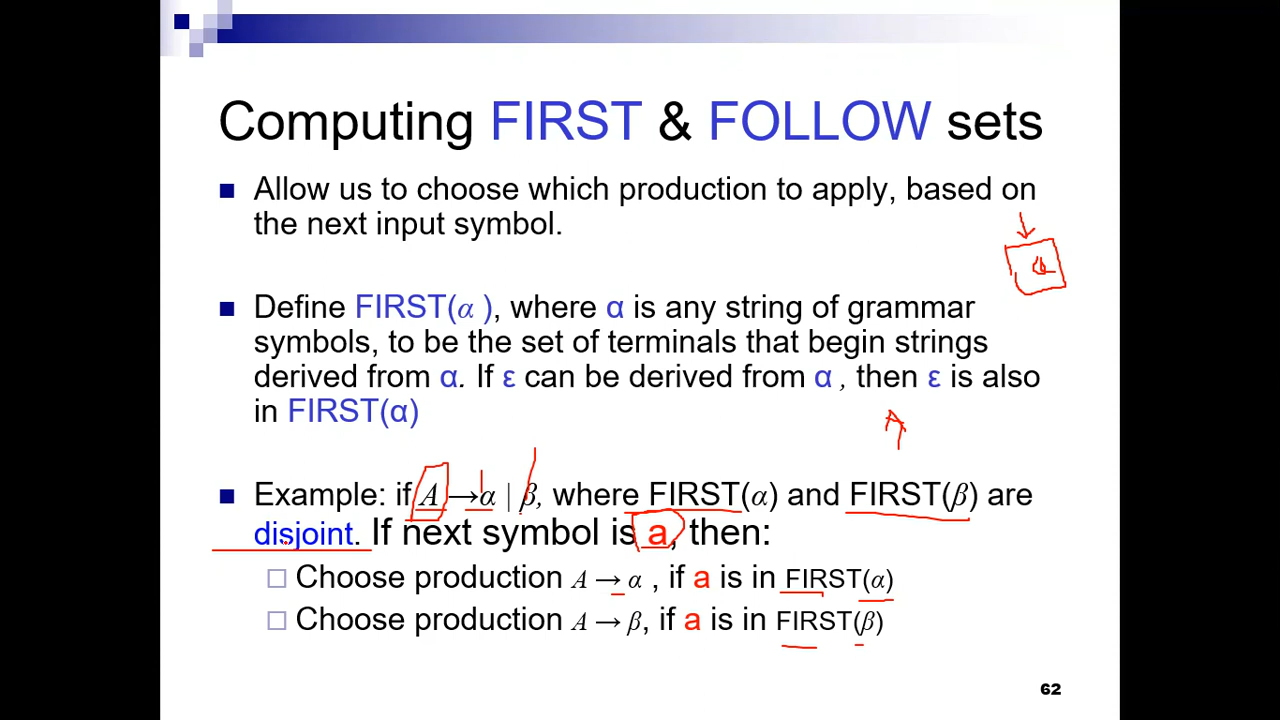 Computing FIRST & FOLLOW sets
Allow us to choose which production to apply, based on
the next input symbol.
a
Define FIRST(α ), where α is any string of grammar
symbols, to be the set of terminals that begin strings
derived from α. If ε can be derived from α , then ε is also
in FIRST(α)
A
Example: if A →α | β, where FIRST(α) and FIRST(β) are
disjoint. If next symbol is a, then:
Choose production A → α , if a is in FIRST(α)
Choose production A → β, if a is in FIRST(β)
62